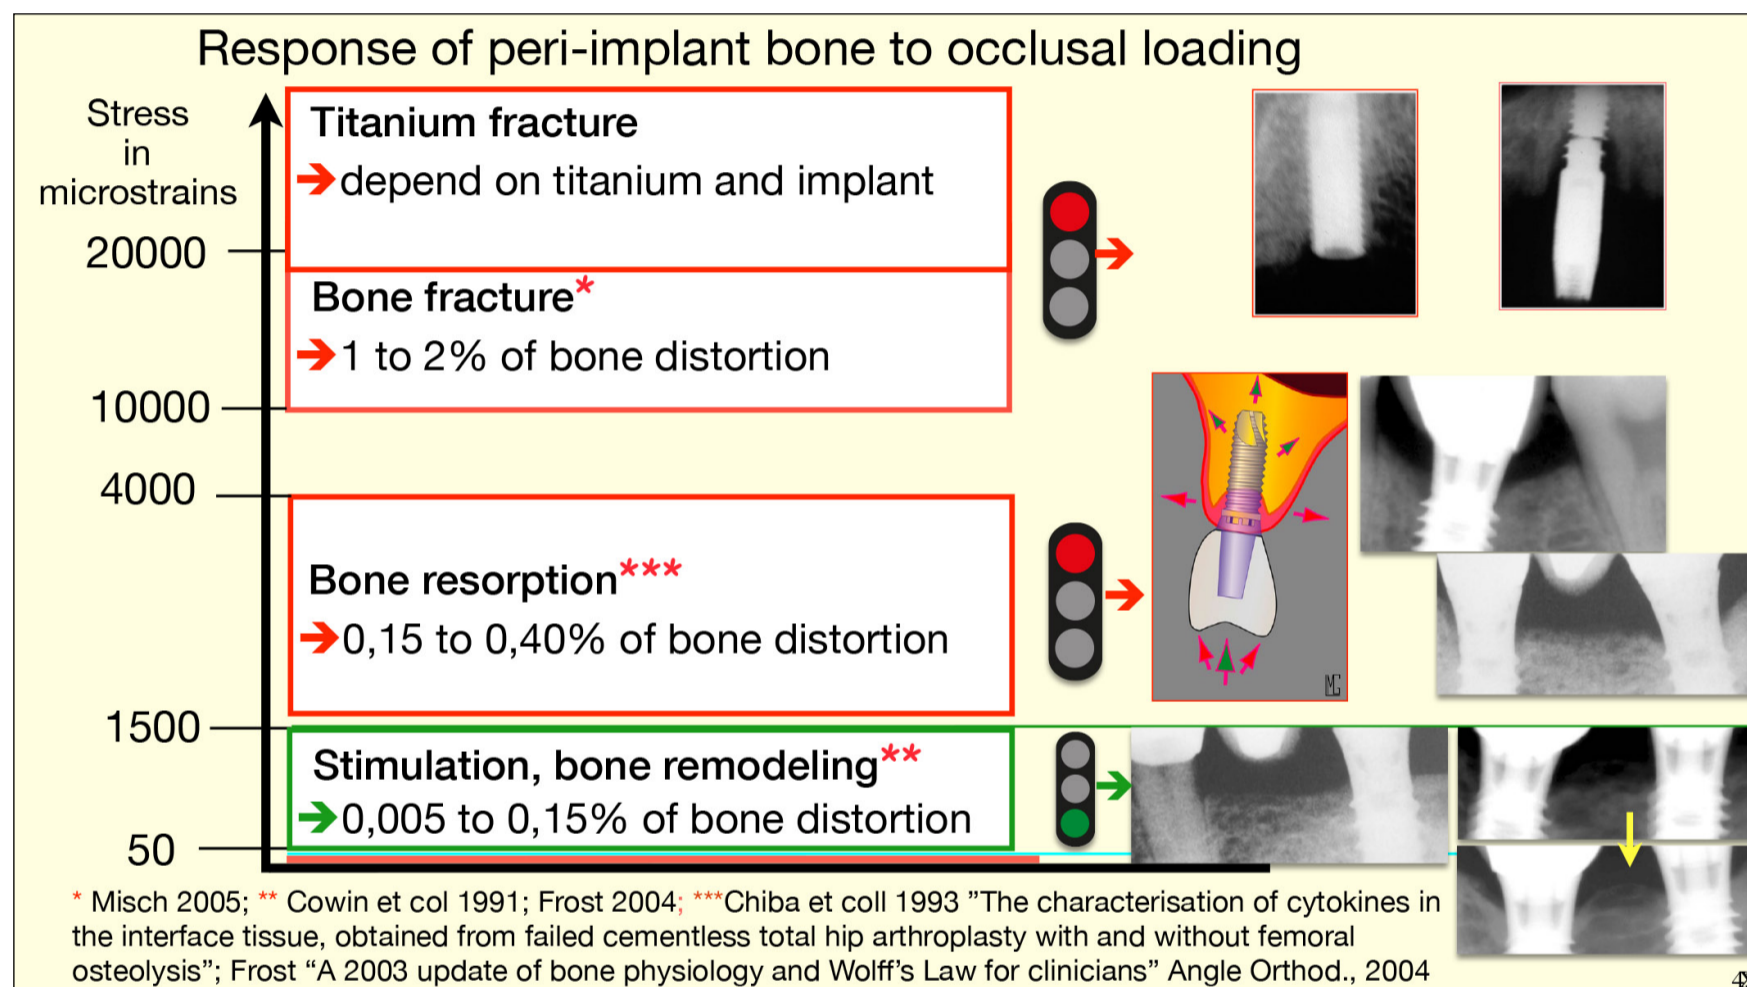 Response of peri-implant bone to occlusal loading
Stress
in
microstrains
Titanium fracture
depend on titanium and implant
20000
Bone fracture*
1 to 2% of bone distortion
10000
4000
Bone resorption***
0,15 to 0,40% of bone distortion
1500
Stimulation, bone remodeling**
0,005 to 0,15% of bone distortion
50
* Misch 2005; ** Cowin et col 1991; Frost 2004; ***Chiba et coll 1993 ”The characterisation of cytokines in
the interface tissue, obtained from failed cementless total hip arthroplasty with and without femoral
osteolysis”; Frost “A 2003 update of bone physiology and Wolff’s Law for clinicians” Angle Orthod., 2004